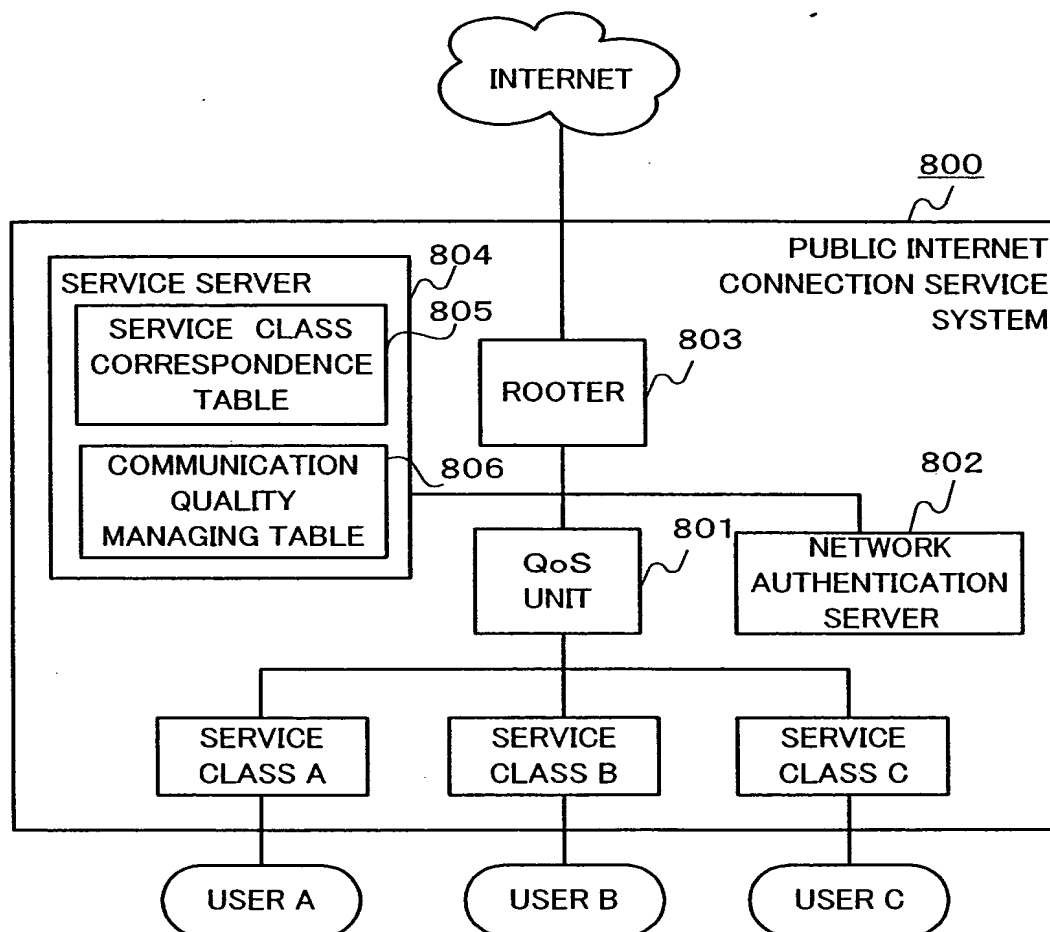 INTERNET
800
PUBLIC INTERNET
CONNECTION SERVICE
SYSTEM
SERVICE SERVER
804
SERVICE CLASS
CORRESPONDENCE
TABLE
805
ROOTER
803
COMMUNICATION
QUALITY
MANAGING TABLE
806
802
NETWORK
AUTHENTICATION
SERVER
QoS
UNIT
801
SERVICE
CLASS A
SERVICE
CLASS B
SERVICE
CLASS C
USER A
USER B
USER C